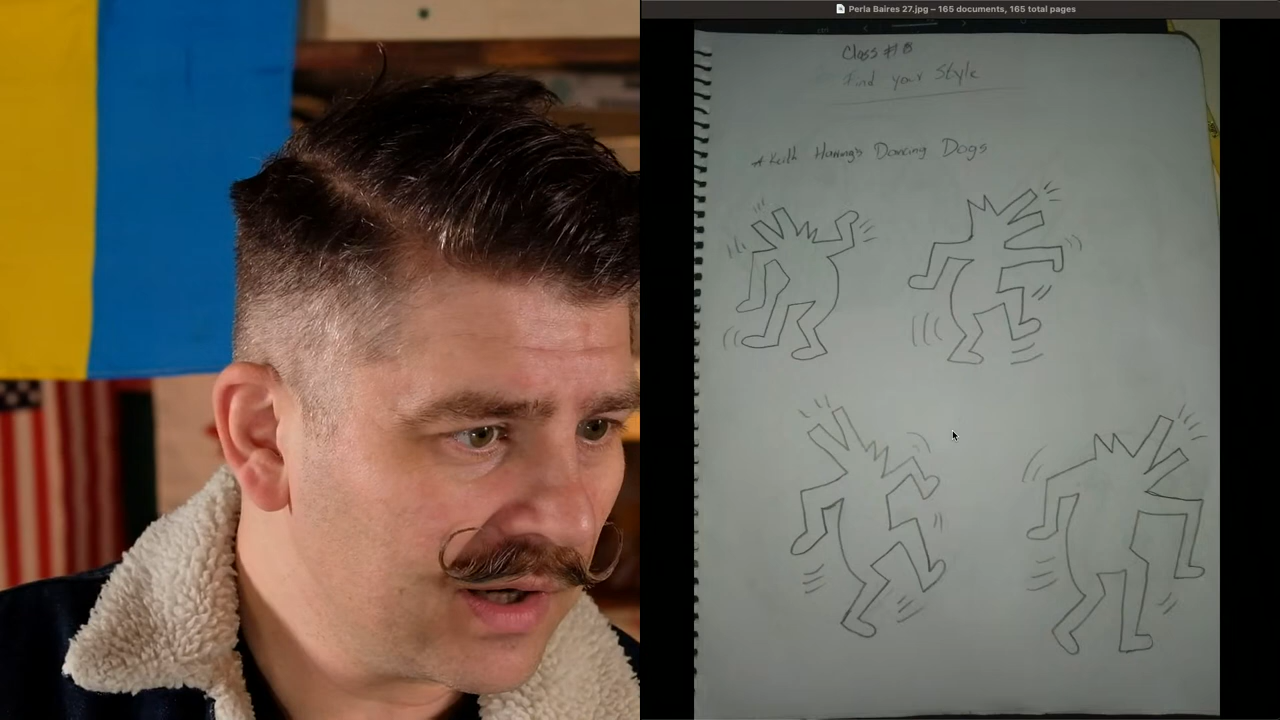 Perla Baires 27.jpg – 165 documents, 165 total pages
Class #18
Find your Style
A Keith Haring's Dancing Dogs